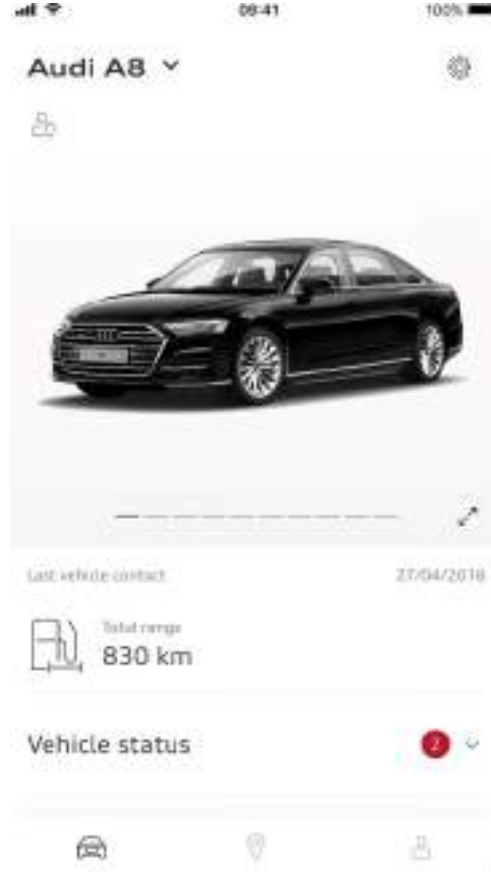 09:41 100%
Audi A8
Last vehicle contact 27/04/2018
Total range
830 km
Vehicle status 2